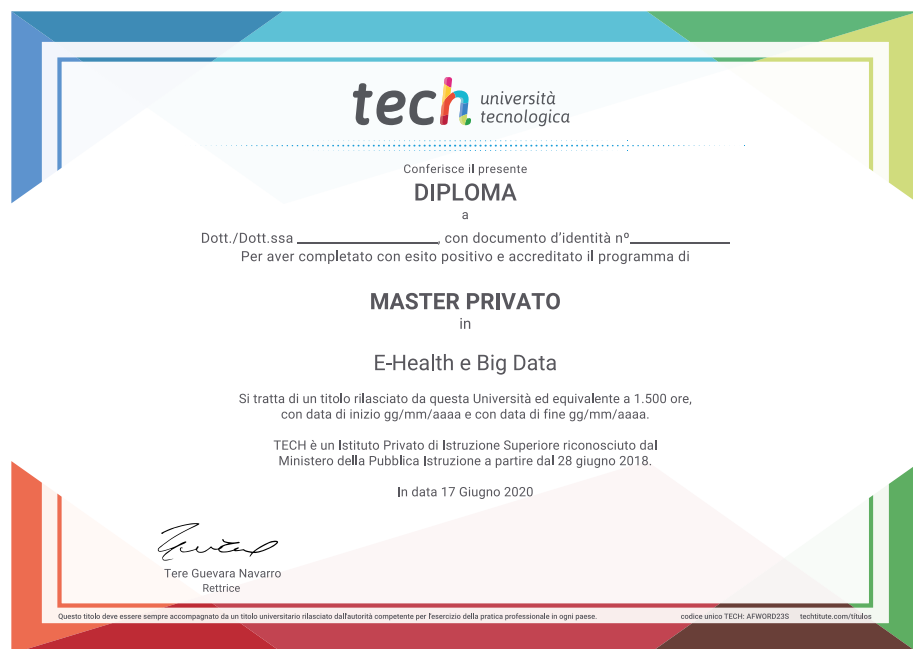 tech università
tecnologica
Conferisce il presente
DIPLOMA
a
Dott./Dott.ssa ____________, con documento d'identità nº____________
Per aver completato con esito positivo e accreditato il programma di
MASTER PRIVATO
in
E-Health e Big Data
Si tratta di un titolo rilasciato da questa Università ed equivalente a 1.500 ore,
con data di inizio gg/mm/aaaa e con data di fine gg/mm/aaaa.
TECH è un Istituto Privato di Istruzione Superiore riconosciuto dal
Ministero della Pubblica Istruzione a partire dal 28 giugno 2018.
In data 17 Giugno 2020
Tere Guevara Navarro
Rettrice
Questo titolo deve essere sempre accompagnato da un titolo universitario rilasciato dall'autorità competente per l'esercizio della pratica professionale in ogni paese.
codice unico TECH: AFWORD23S techtitute.com/titulos